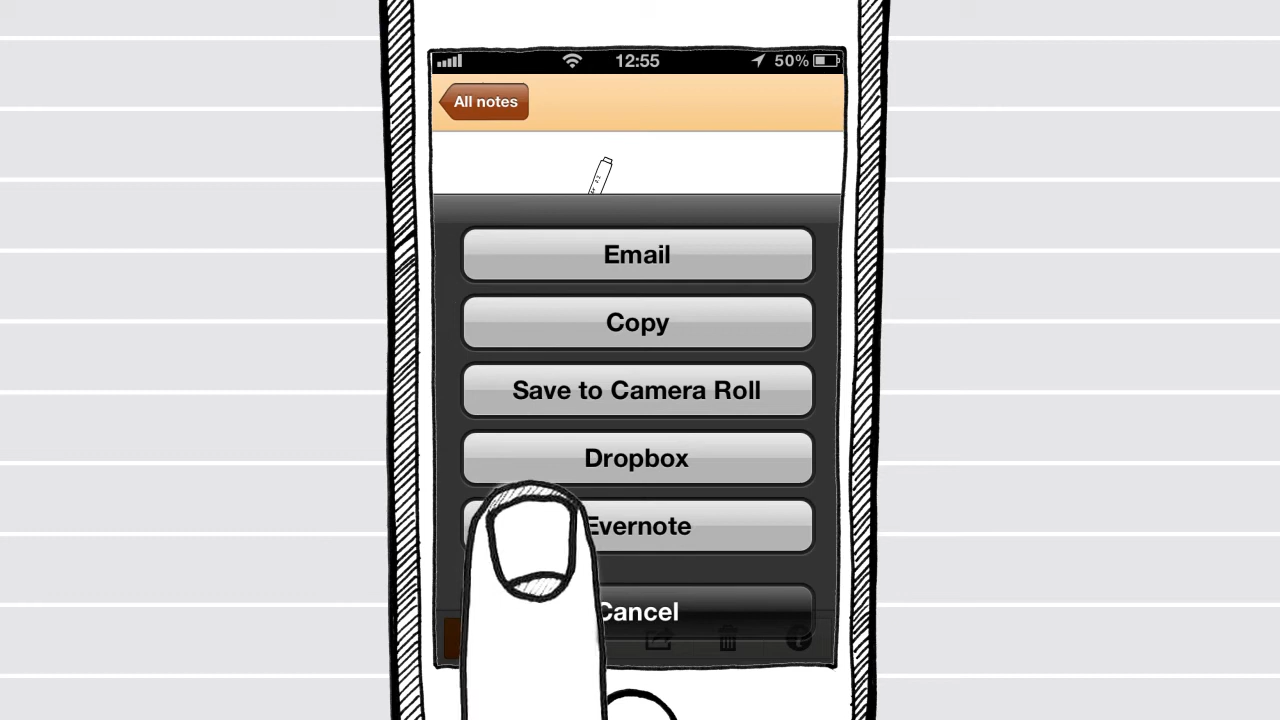 12:55 50%
All notes
Email
Copy
Save to Camera Roll
Dropbox
Evernote
Cancel